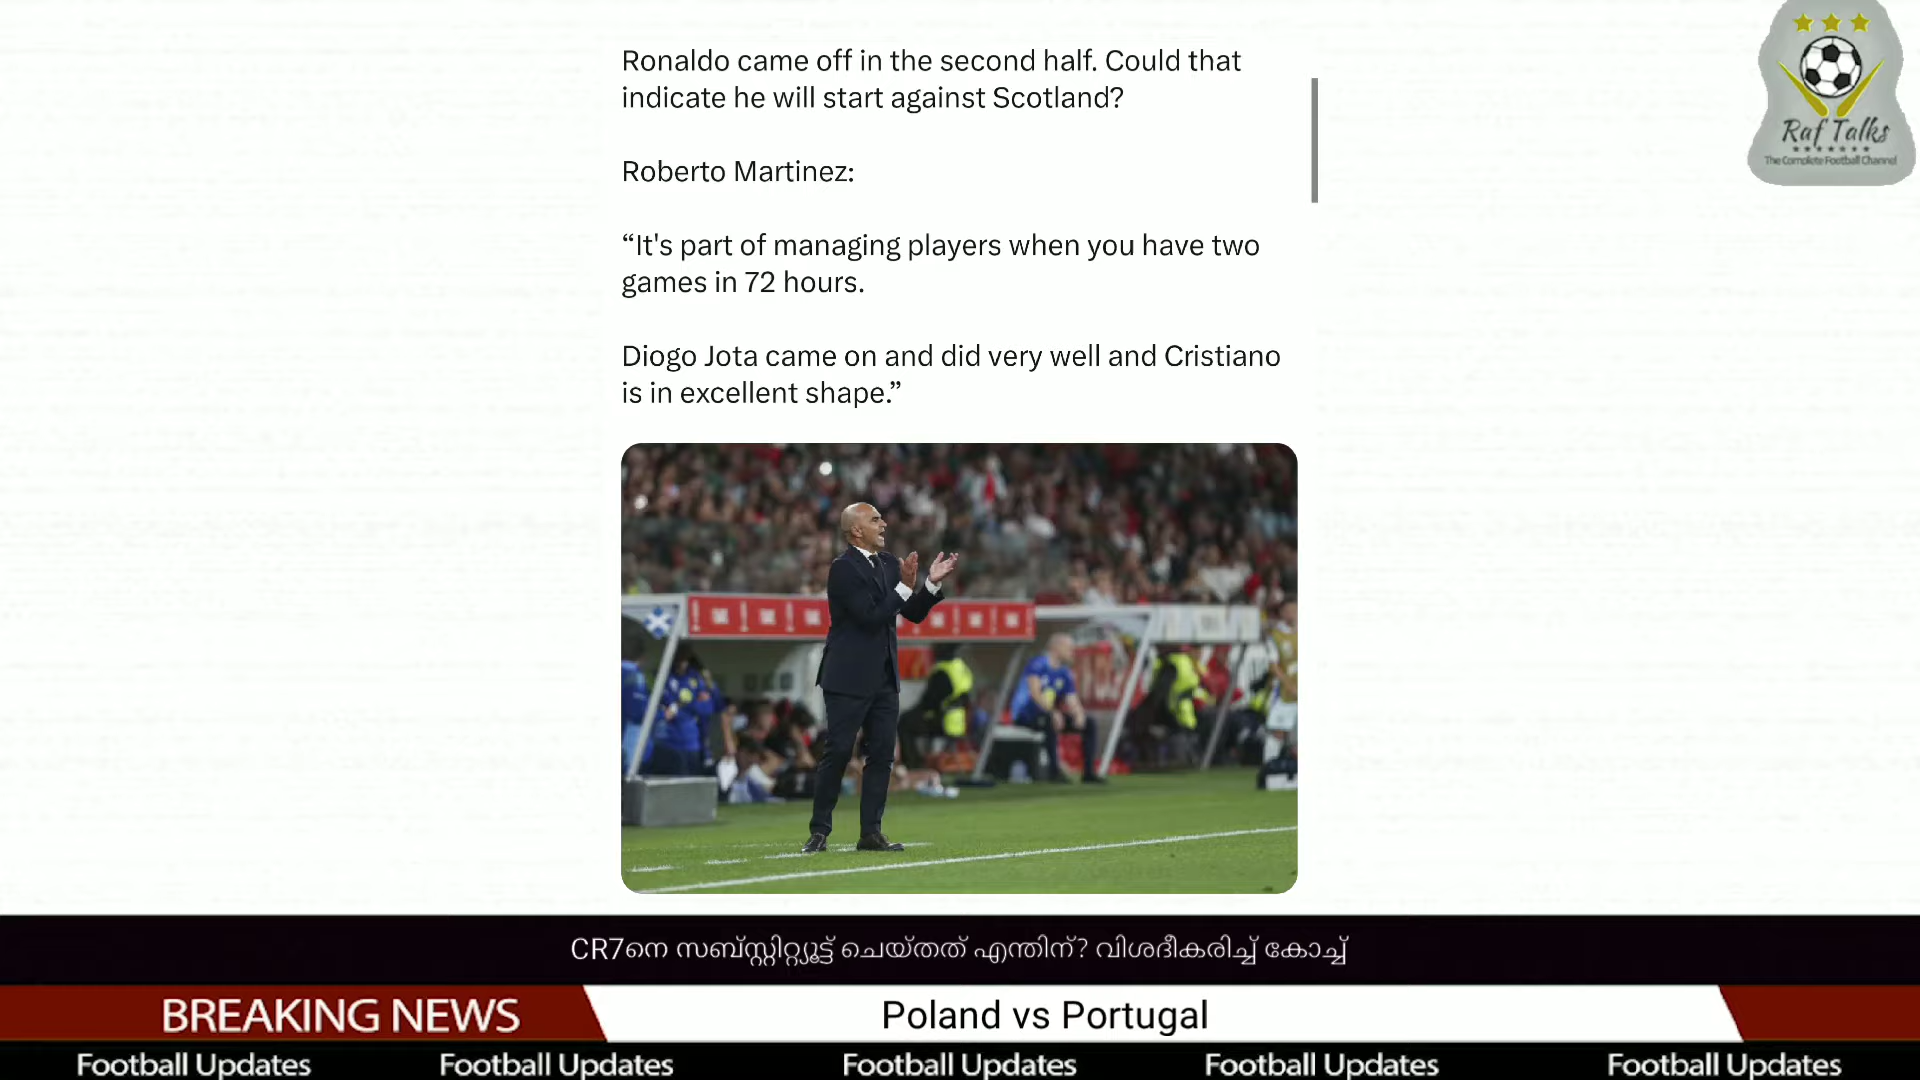 Ronaldo came off in the second half. Could that
indicate he will start against Scotland?
Roberto Martinez:
“It's part of managing players when you have two
games in 72 hours.
Diogo Jota came on and did very well and Cristiano
is in excellent shape.”
Raf Talks
The Complete Football Channel
CR7നെ സബ്സ്റ്റിറ്റ്യൂട്ട് ചെയ്തത് എന്തിന്? വിശദീകരിച്ച് കോച്ച്
BREAKING NEWS
Poland vs Portugal
Football Updates Football Updates Football Updates Football Updates Football Updates